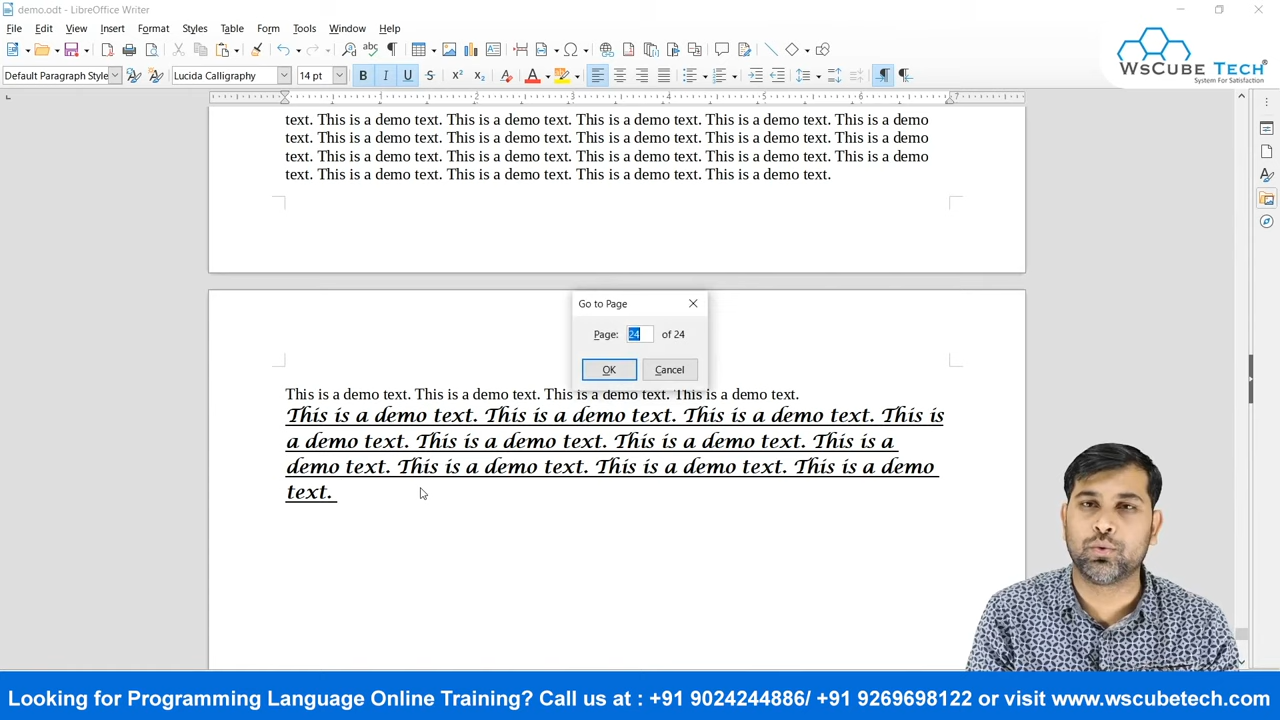 demo.odt - LibreOffice Writer
File Edit View Insert Format Styles Table Form Tools Window Help
Default Paragraph Style Lucida Calligraphy 14 pt
WsCube Tech®
System For Satisfaction
1 2 3 4 5 6 7
text. This is a demo text. This is a demo text. This is a demo text. This is a demo text. This is a demo
text. This is a demo text. This is a demo text. This is a demo text. This is a demo text. This is a demo
text. This is a demo text. This is a demo text. This is a demo text. This is a demo text. This is a demo
text. This is a demo text. This is a demo text. This is a demo text. This is a demo text.
Go to Page
Page: 24 of 24
OK Cancel
This is a demo text. This is a demo text. This is a demo text. This is a demo text.
This is a demo text. This is a demo text. This is a demo text. This is
a demo text. This is a demo text. This is a demo text. This is a
demo text. This is a demo text. This is a demo text. This is a demo
text.
Looking for Programming Language Online Training? Call us at : +91 9024244886/ +91 9269698122 or visit www.wscubetech.com